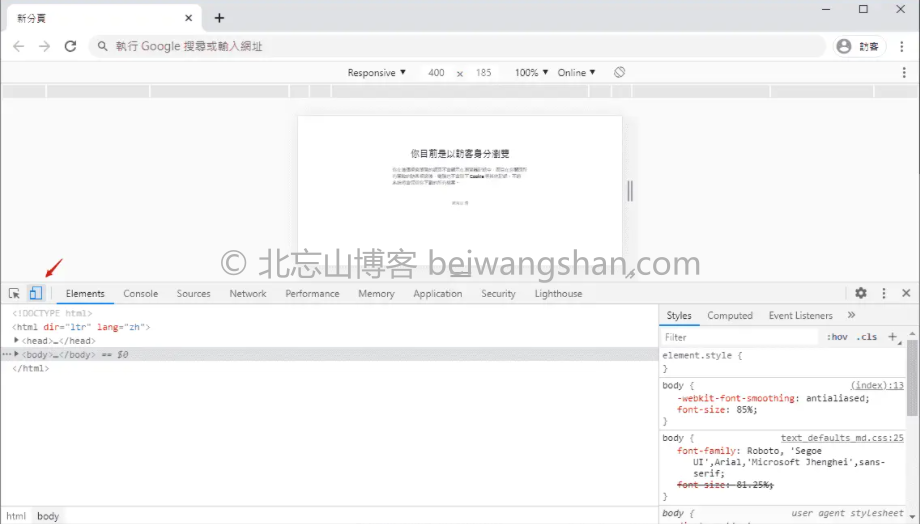 新分頁
執行 Google 搜尋或輸入網址
訪客
Responsive 400 x 185 100% Online
你目前是以訪客身分瀏覽
Cookie
© 北忘山博客 beiwangshan.com
Elements Console Sources Network Performance Memory Application Security Lighthouse
<!DOCTYPE html>
<html dir="ltr" lang="zh">
<head>…</head>
<body>…</body> == $0
</html>
Styles Computed Event Listeners »
Filter :hov .cls +
element.style {
}
body { (index):13
-webkit-font-smoothing: antialiased;
font-size: 85%;
}
body { text_defaults_md.css:25
font-family: Roboto, 'Segoe
UI',Arial,'Microsoft Jhenghei',sans-
serif;
font-size: 81.25%;
}
body { user agent stylesheet
html body